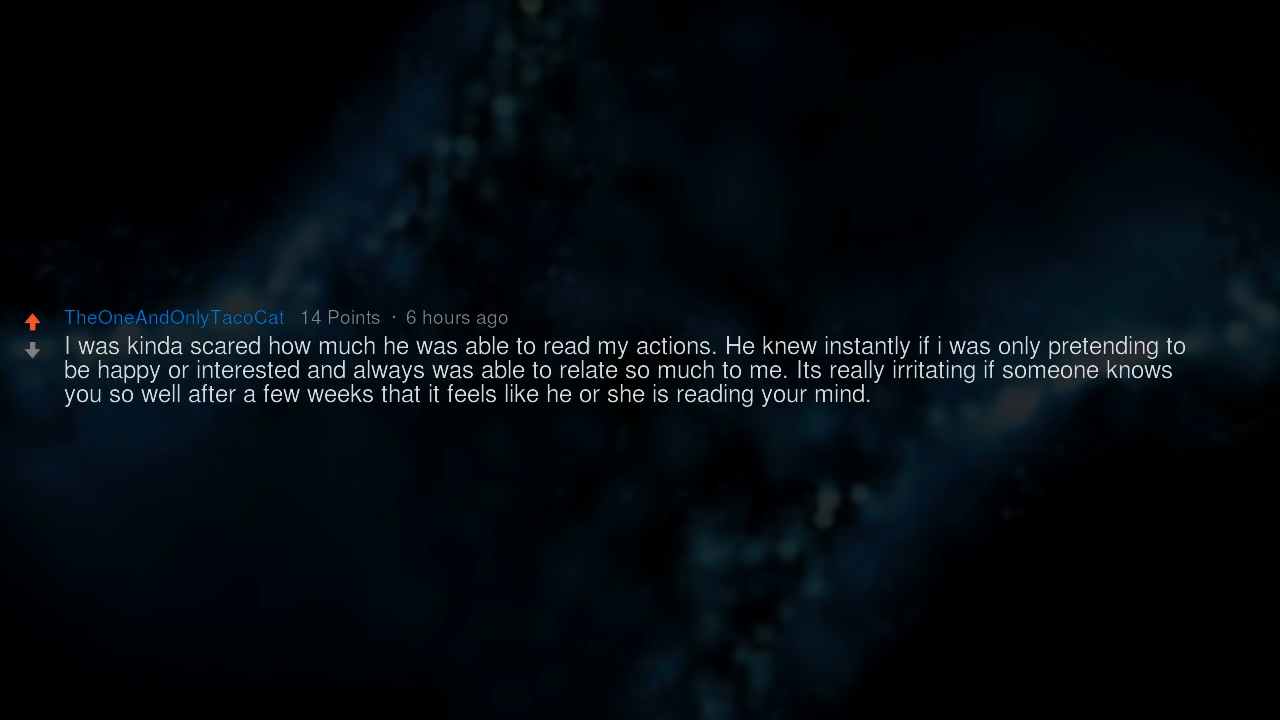 TheOneAndOnlyTacoCat 14 Points · 6 hours ago
I was kinda scared how much he was able to read my actions. He knew instantly if i was only pretending to
be happy or interested and always was able to relate so much to me. Its really irritating if someone knows
you so well after a few weeks that it feels like he or she is reading your mind.